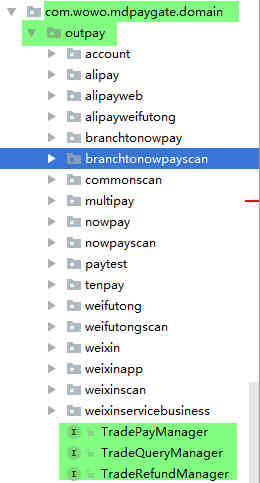 com.wowo.mdpaygate.domain
outpay
account
alipay
alipayweb
alipayweifutong
branchtonowpay
branchtonowpayscan
commonscan
multipay
nowpay
nowpayscan
paytest
tenpay
weifutong
weifutongscan
weixin
weixinapp
weixinscan
weixinservicebusiness
TradePayManager
TradeQueryManager
TradeRefundManager